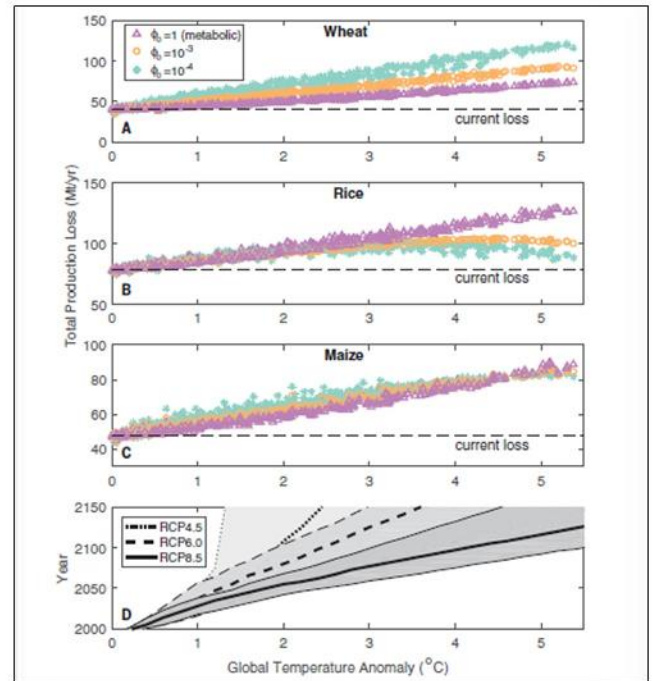 Wheat
△ ϕ₀=1 (metabolic)
ϕ₀=10⁻³
ϕ₀=10⁻⁴
150
100
50
0
A
current loss
0 1 2 3 4 5
Total Production Loss (Mt/yr)
Rice
150
100
50
B
current loss
0 1 2 3 4 5
Maize
100
80
60
40
C
current loss
0 1 2 3 4 5
2150
2100
2050
2000
Year
RCP4.5
RCP6.0
RCP8.5
D
0 1 2 3 4 5
Global Temperature Anomaly (°C)